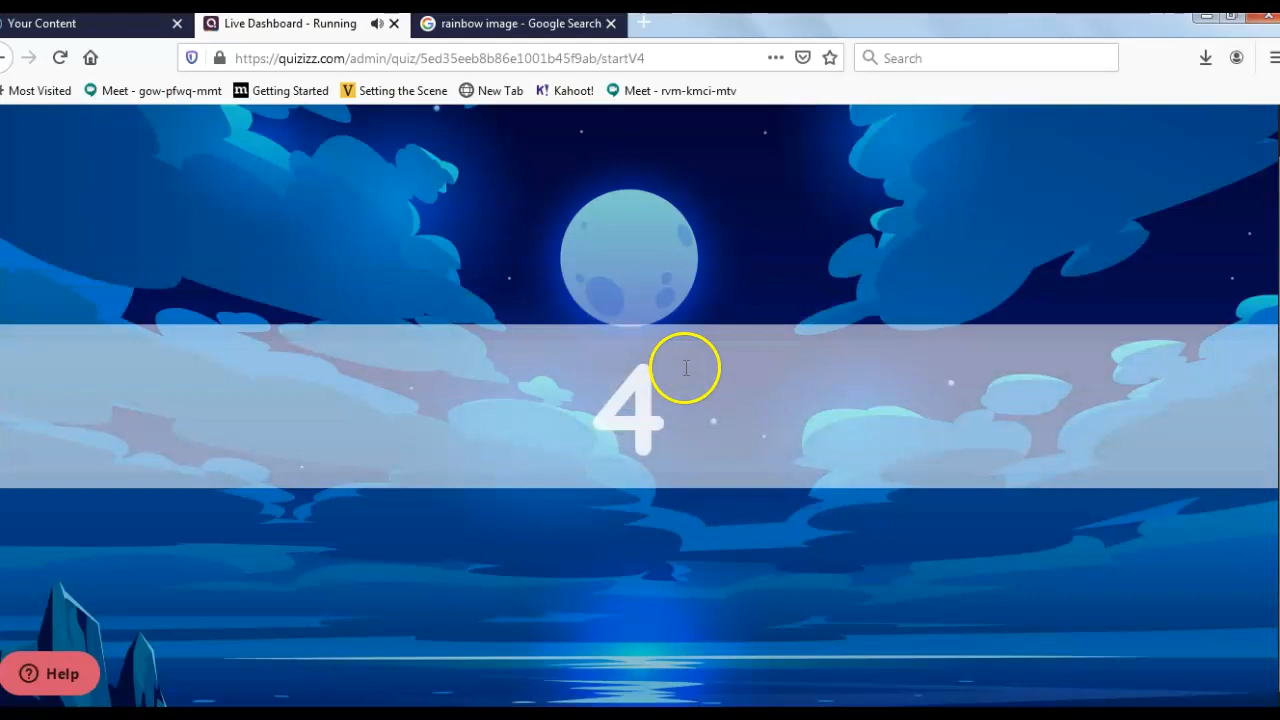 Your Content
Live Dashboard - Running
rainbow image - Google Search
https://quizizz.com/admin/quiz/5ed35eeb8b86e1001b45f9ab/startV4
Search
Most Visited
Meet - gow-pfwq-mmt
Getting Started
Setting the Scene
New Tab
Kahoot!
Meet - rvm-kmci-mtv
4
Help